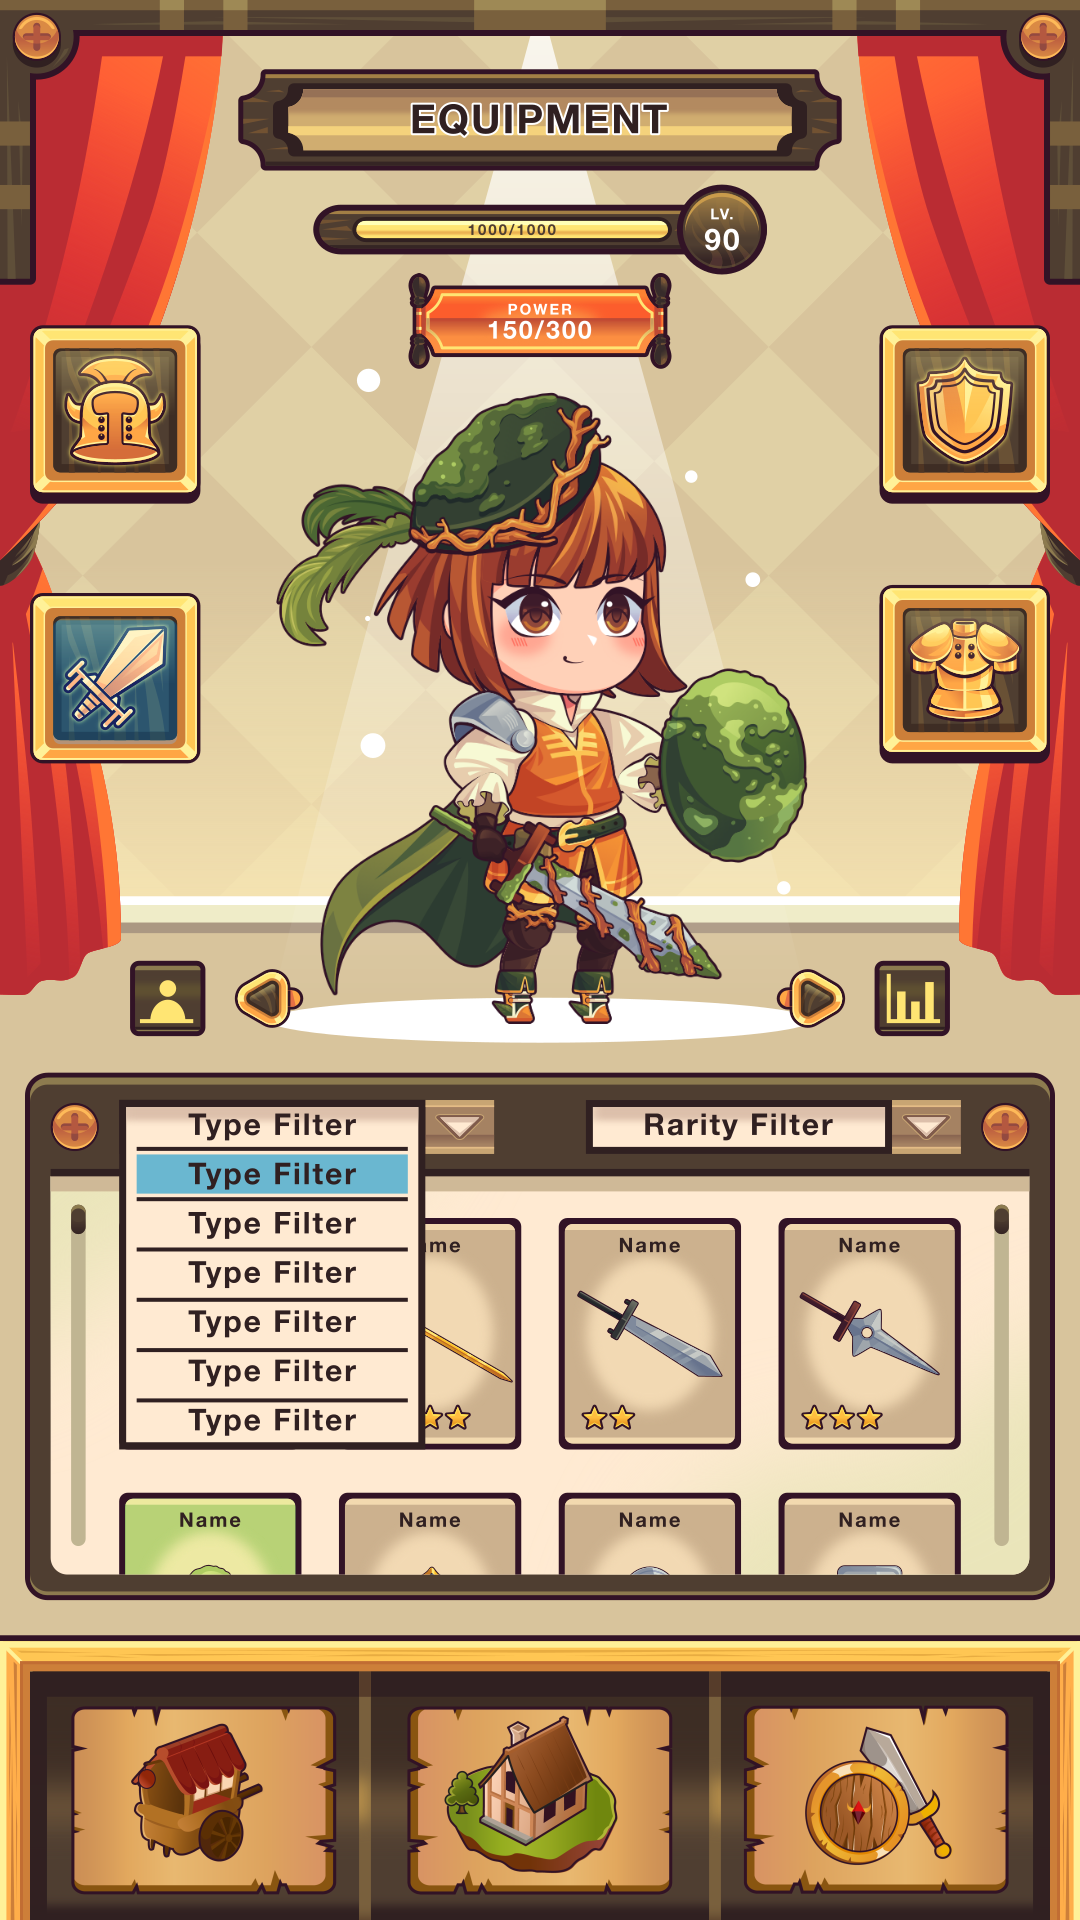 EQUIPMENT
1000/1000
LV.
90
POWER
150/300
Type Filter
Rarity Filter
Type Filter
Type Filter
Type Filter
Type Filter
Type Filter
Type Filter
Name
Name
Name
Name
Name
Name